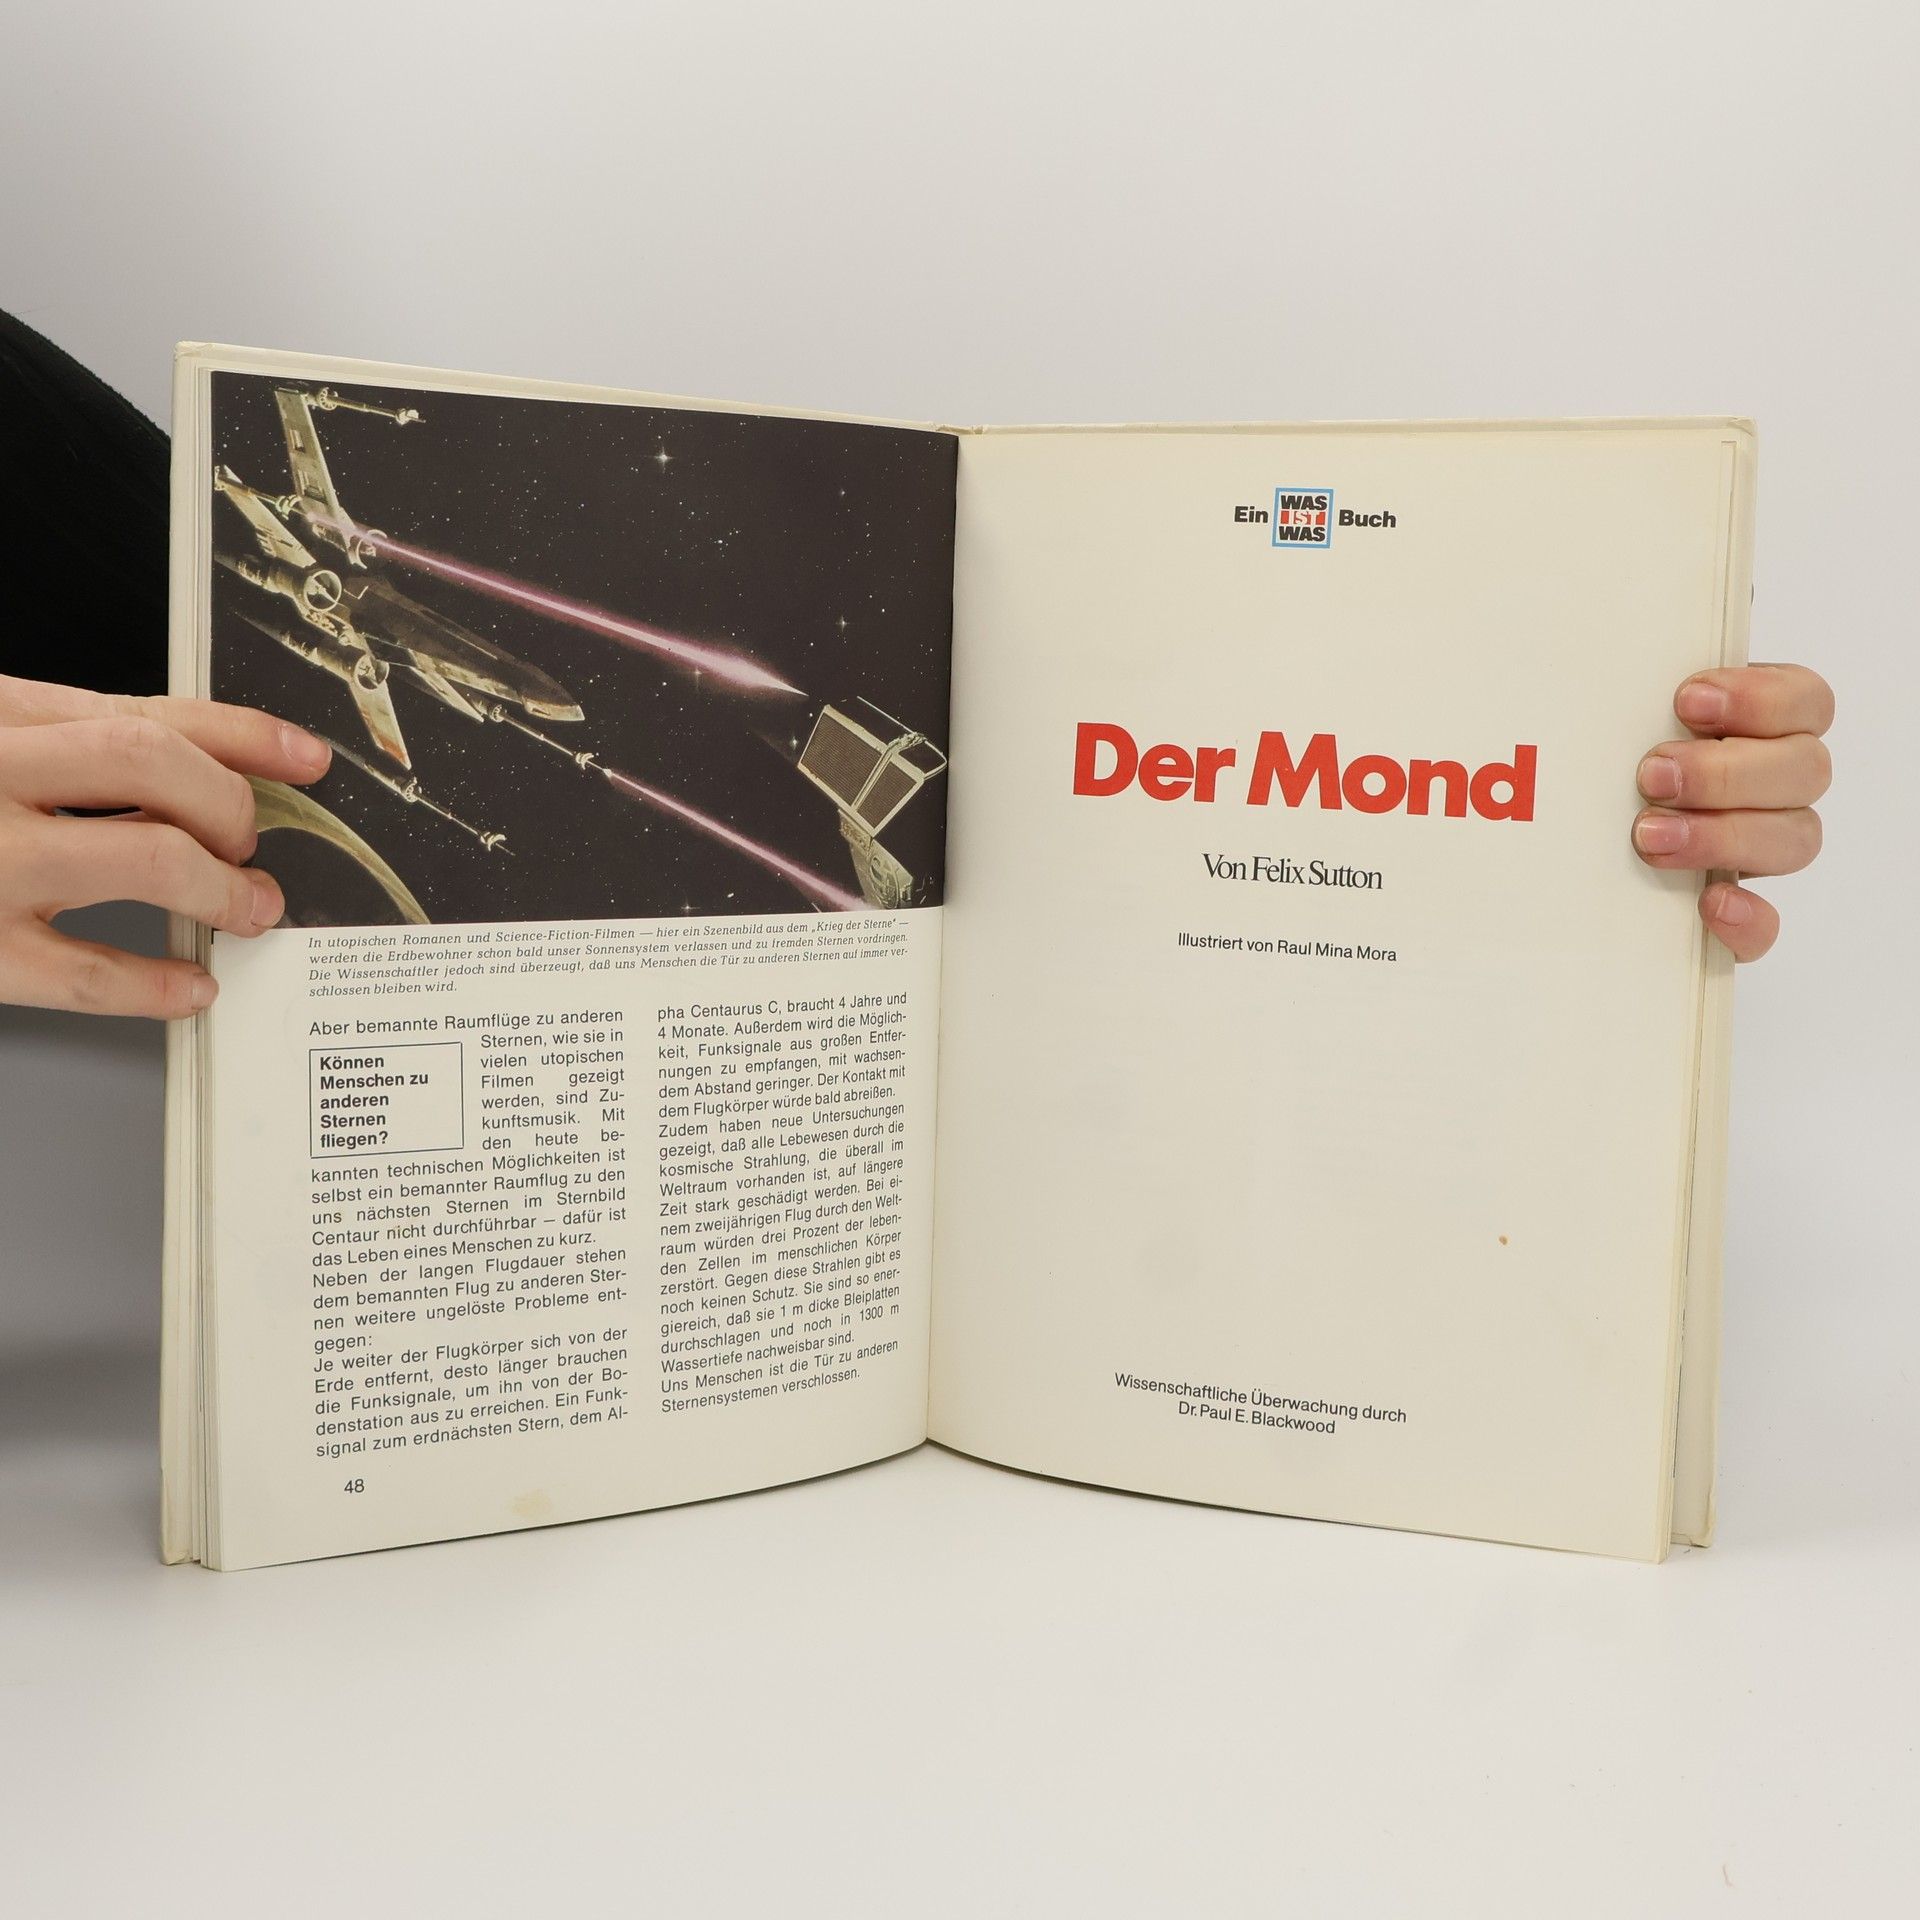 In utopischen Romanen und Science-Fiction-Filmen — hier ein Szenenbild aus dem „Krieg der Sterne“ —
werden die Erdbewohner schon bald unser Sonnensystem verlassen und zu fremden Sternen vordringen.
Die Wissenschaftler jedoch sind überzeugt, daß uns Menschen die Tür zu anderen Sternen auf immer ver-
schlossen bleiben wird.
Aber bemannte Raumflüge zu anderen
Können
Menschen zu
anderen
Sternen
fliegen?
Sternen, wie sie in
vielen utopischen
Filmen gezeigt
werden, sind Zu-
kunftsmusik. Mit
den heute be-
kannten technischen Möglichkeiten ist
selbst ein bemannter Raumflug zu den
uns nächsten Sternen im Sternbild
Centaur nicht durchführbar — dafür ist
das Leben eines Menschen zu kurz.
Neben der langen Flugdauer stehen
dem bemannten Flug zu anderen Ster-
nen weitere ungelöste Probleme ent-
gegen:
Je weiter der Flugkörper sich von der
Erde entfernt, desto länger brauchen
die Funksignale, um ihn von der Bo-
denstation aus zu erreichen. Ein Funk-
signal zum erdnächsten Stern, dem Al-
pha Centaurus C, braucht 4 Jahre und
4 Monate. Außerdem wird die Möglich-
keit, Funksignale aus großen Entfer-
nungen zu empfangen, mit wachsen-
dem Abstand geringer. Der Kontakt mit
dem Flugkörper würde bald abreißen.
Zudem haben neue Untersuchungen
gezeigt, daß alle Lebewesen durch die
kosmische Strahlung, die überall im
Weltraum vorhanden ist, auf längere
Zeit stark geschädigt werden. Bei ei-
nem zweijährigen Flug durch den Welt-
raum würden drei Prozent der leben-
den Zellen im menschlichen Körper
zerstört. Gegen diese Strahlen gibt es
noch keinen Schutz. Sie sind so ener-
giereich, daß sie 1 m dicke Bleiplatten
durchschlagen und noch in 1300 m
Wassertiefe nachweisbar sind.
Uns Menschen ist die Tür zu anderen
Sternensystemen verschlossen.
48
Ein WAS IST WAS Buch
Der Mond
Von Felix Sutton
Illustriert von Raul Mina Mora
Wissenschaftliche Überwachung durch
Dr. Paul E. Blackwood